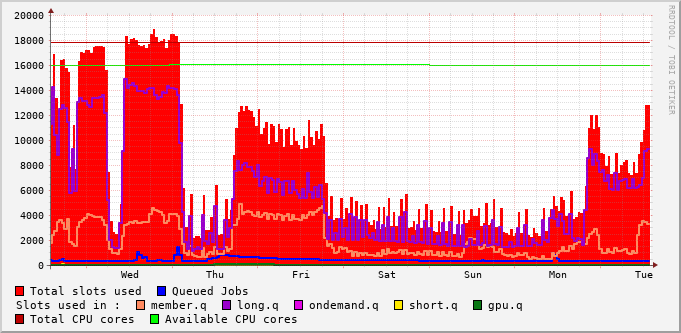 RRDTOOL / TOBI OETIKER
20000
18000
16000
14000
12000
10000
8000
6000
4000
2000
0
Wed Thu Fri Sat Sun Mon Tue
Total slots used Queued Jobs
Slots used in : member.q long.q ondemand.q short.q gpu.q
Total CPU cores Available CPU cores